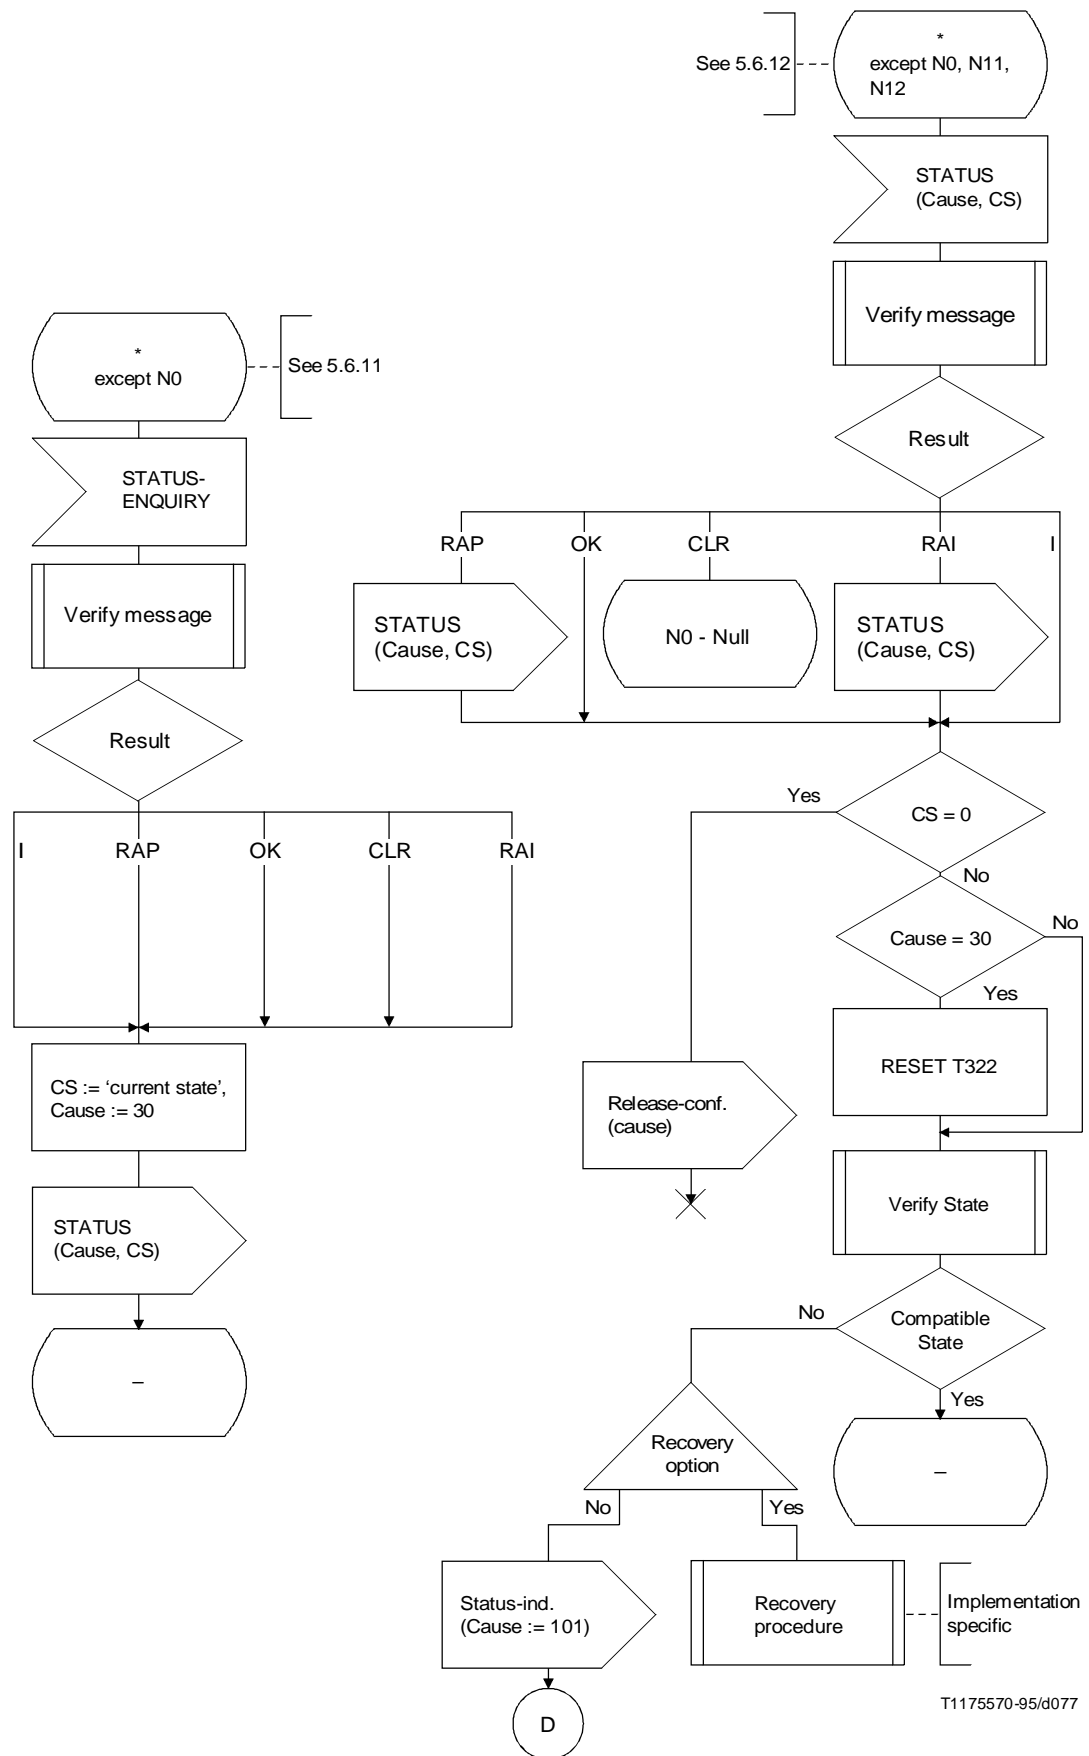 See 5.6.12
*
except N0, N11,
N12
STATUS
(Cause, CS)
Verify message
Result
RAP
OK
CLR
RAI
I
STATUS
(Cause, CS)
N0 - Null
STATUS
(Cause, CS)
Yes
CS = 0
No
Cause = 30
No
Yes
RESET T322
Release-conf.
(cause)
Verify State
No
Compatible
State
Yes
–
Recovery
option
No
Yes
Status-ind.
(Cause := 101)
Recovery
procedure
Implementation
specific
D
*
except N0
See 5.6.11
STATUS-
ENQUIRY
Verify message
Result
I
RAP
OK
CLR
RAI
CS := ‘current state’,
Cause := 30
STATUS
(Cause, CS)
–
T1175570-95/d077